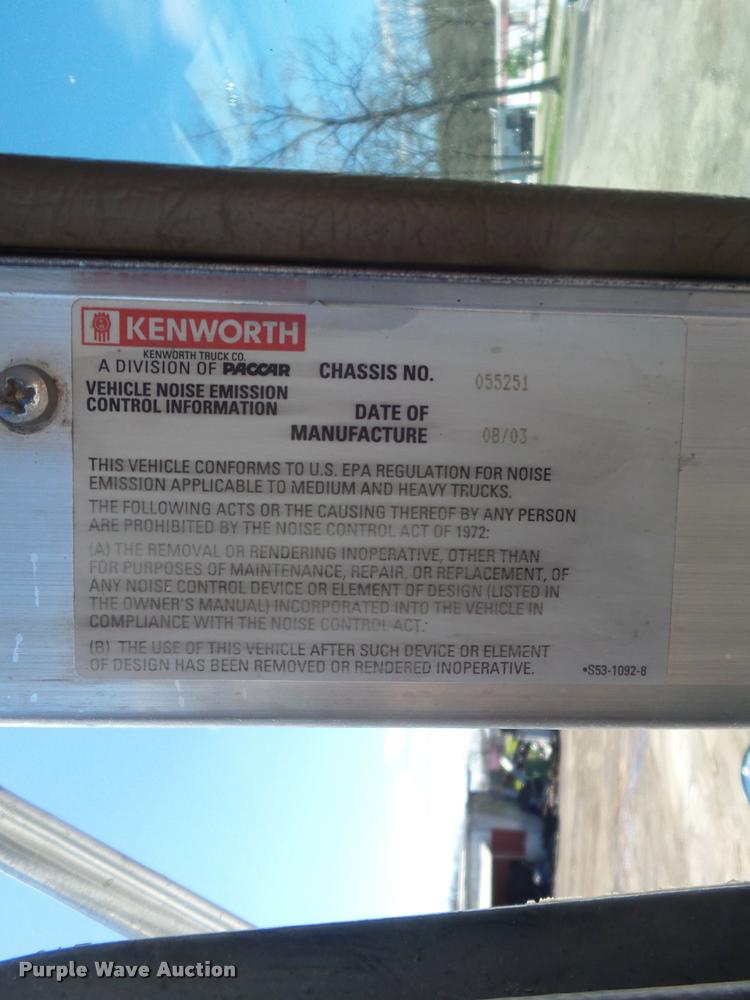 KENWORTH
KENWORTH TRUCK CO.
A DIVISION OF PACCAR
VEHICLE NOISE EMISSION
CONTROL INFORMATION
CHASSIS NO. 055251
DATE OF
MANUFACTURE 08/03
THIS VEHICLE CONFORMS TO U.S. EPA REGULATION FOR NOISE
EMISSION APPLICABLE TO MEDIUM AND HEAVY TRUCKS.
THE FOLLOWING ACTS OR THE CAUSING THEREOF BY ANY PERSON
ARE PROHIBITED BY THE NOISE CONTROL ACT OF 1972:
(A) THE REMOVAL OR RENDERING INOPERATIVE, OTHER THAN
FOR PURPOSES OF MAINTENANCE, REPAIR, OR REPLACEMENT, OF
ANY NOISE CONTROL DEVICE OR ELEMENT OF DESIGN (LISTED IN
THE OWNER'S MANUAL) INCORPORATED INTO THE VEHICLE IN
COMPLIANCE WITH THE NOISE CONTROL ACT.
(B) THE USE OF THIS VEHICLE AFTER SUCH DEVICE OR ELEMENT
OF DESIGN HAS BEEN REMOVED OR RENDERED INOPERATIVE.
•S53-1092-8
Purple Wave Auction